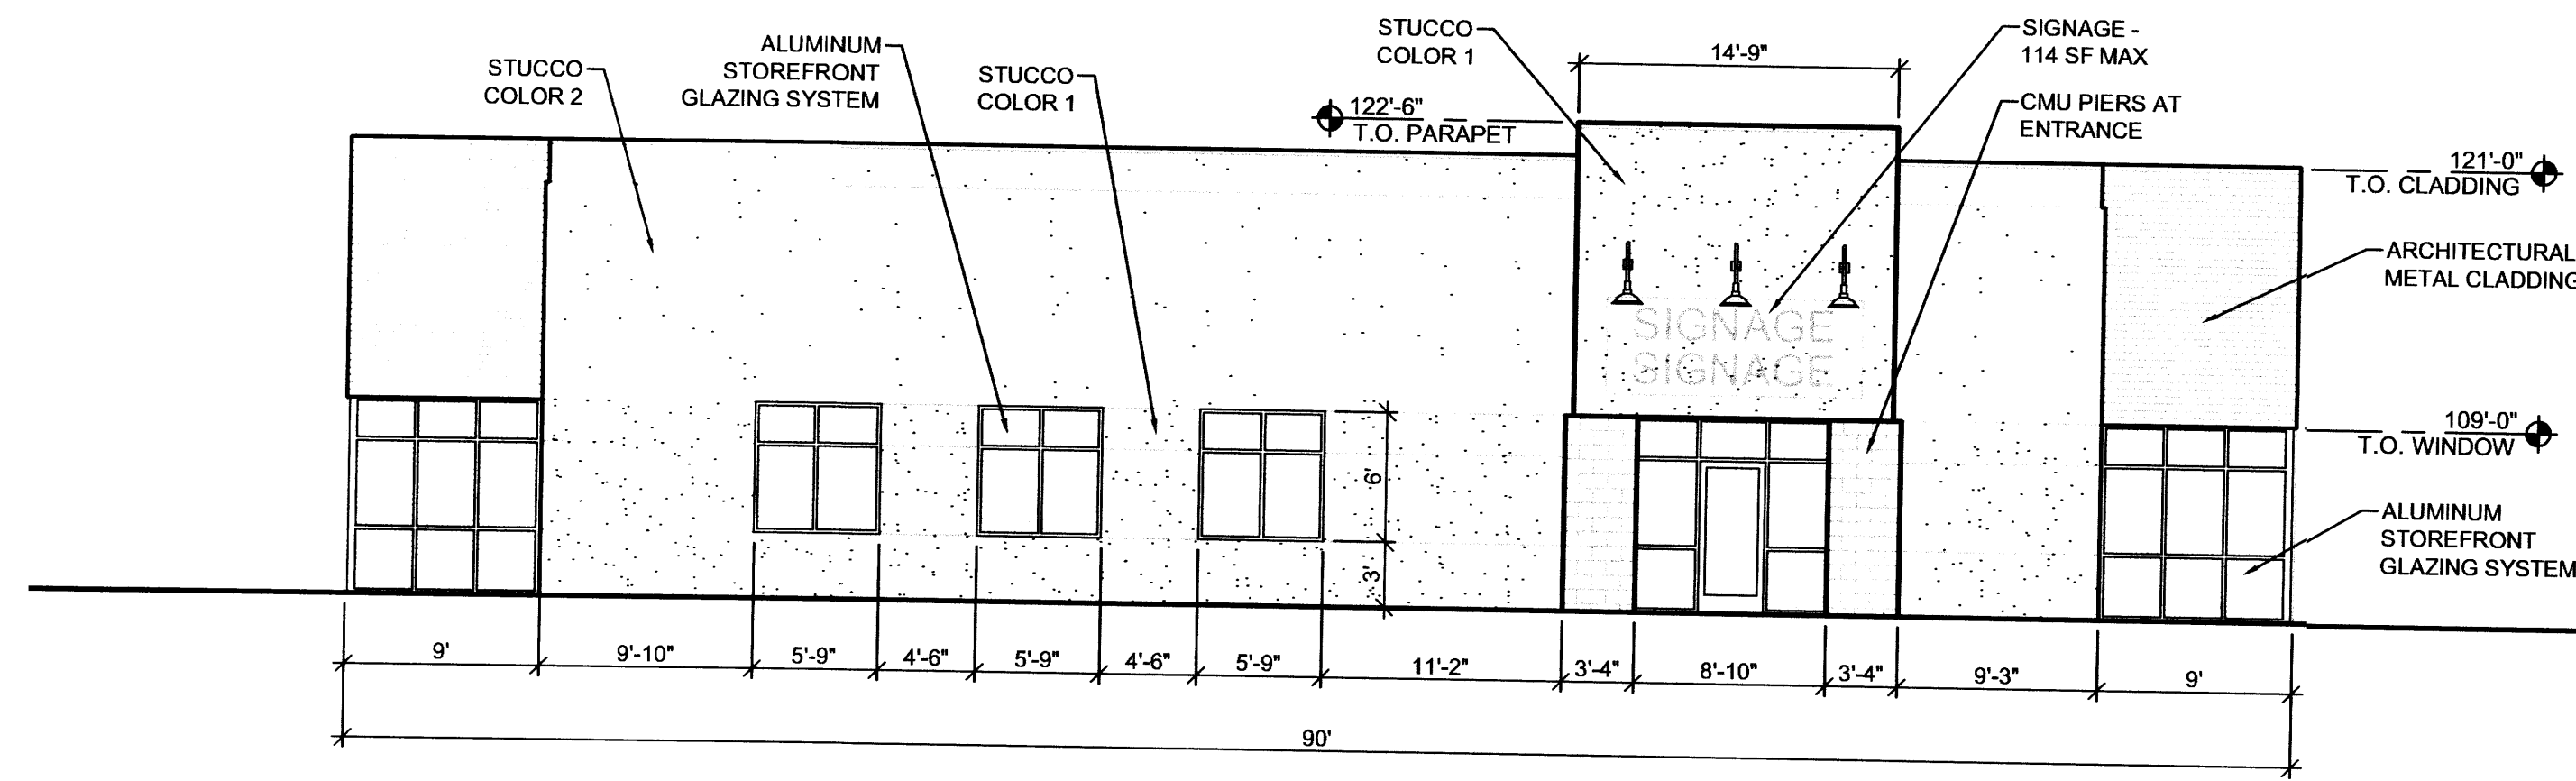 STUCCO
COLOR 2
ALUMINUM
STOREFRONT
GLAZING SYSTEM
STUCCO
COLOR 1
STUCCO
COLOR 1
14'-9"
SIGNAGE -
114 SF MAX
CMU PIERS AT
ENTRANCE
122'-6"
T.O. PARAPET
121'-0"
T.O. CLADDING
ARCHITECTURAL
METAL CLADDING
SIGNAGE
SIGNAGE
109'-0"
T.O. WINDOW
6'
3'
ALUMINUM
STOREFRONT
GLAZING SYSTEM
9'
9'-10"
5'-9"
4'-6"
5'-9"
4'-6"
5'-9"
11'-2"
3'-4"
8'-10"
3'-4"
9'-3"
9'
90'